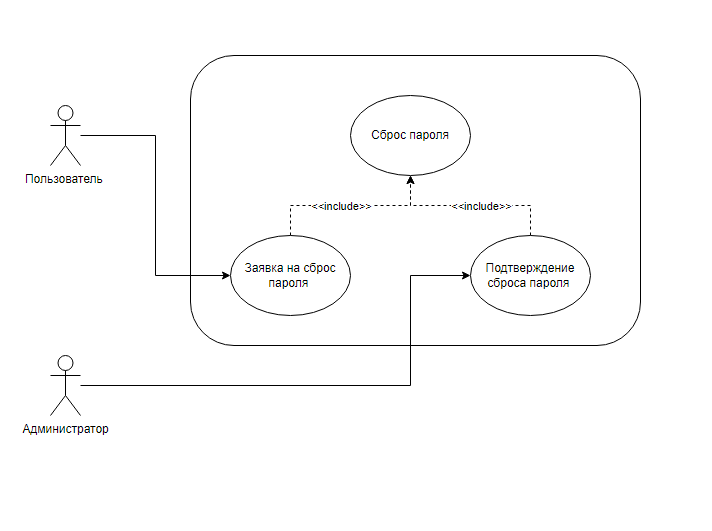 Сброс пароля
Пользователь
<<include>>
<<include>>
Заявка на сброс
пароля
Подтверждение
сброса пароля
Администратор